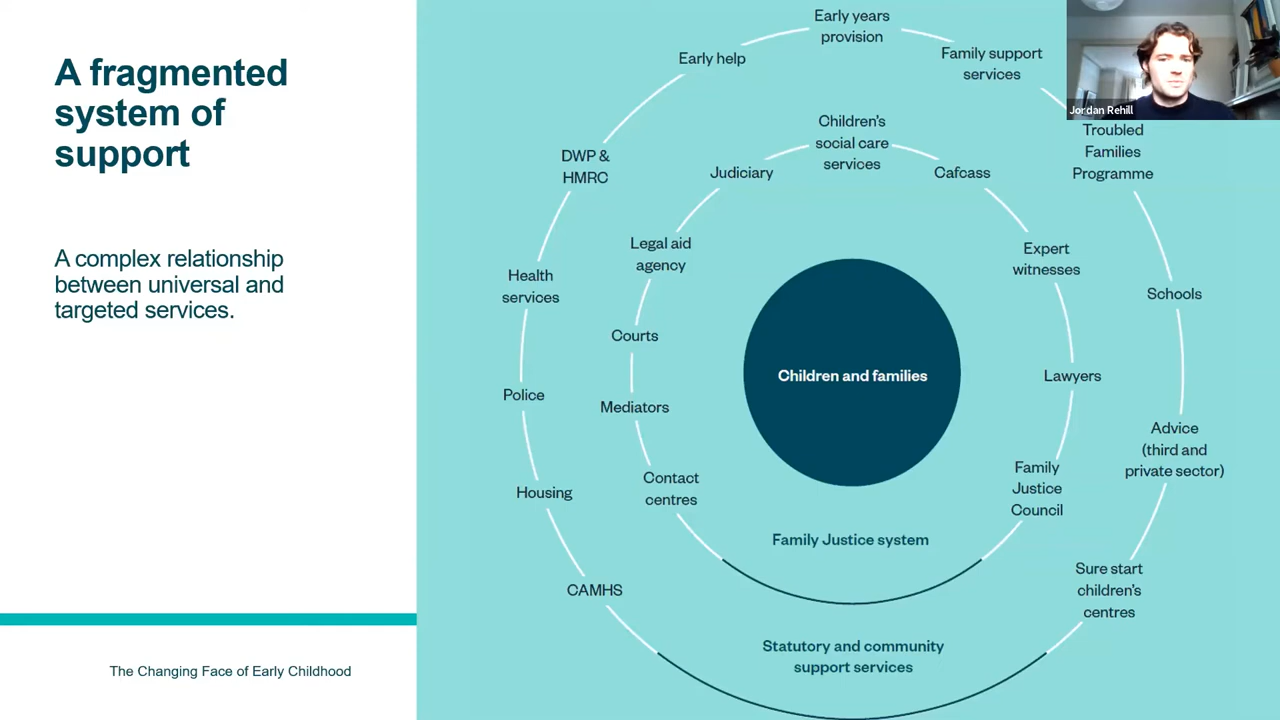 A fragmented
system of
support
A complex relationship
between universal and
targeted services.
The Changing Face of Early Childhood
Early years
provision
Early help
Family support
services
Jordan Rehill
Troubled
Families
Programme
DWP &
HMRC
Children's
social care
services
Judiciary
Cafcass
Legal aid
agency
Expert
witnesses
Health
services
Schools
Courts
Children and families
Lawyers
Police
Mediators
Advice
(third and
private sector)
Contact
centres
Family
Justice
Council
Housing
Family Justice system
CAMHS
Sure start
children's
centres
Statutory and community
support services